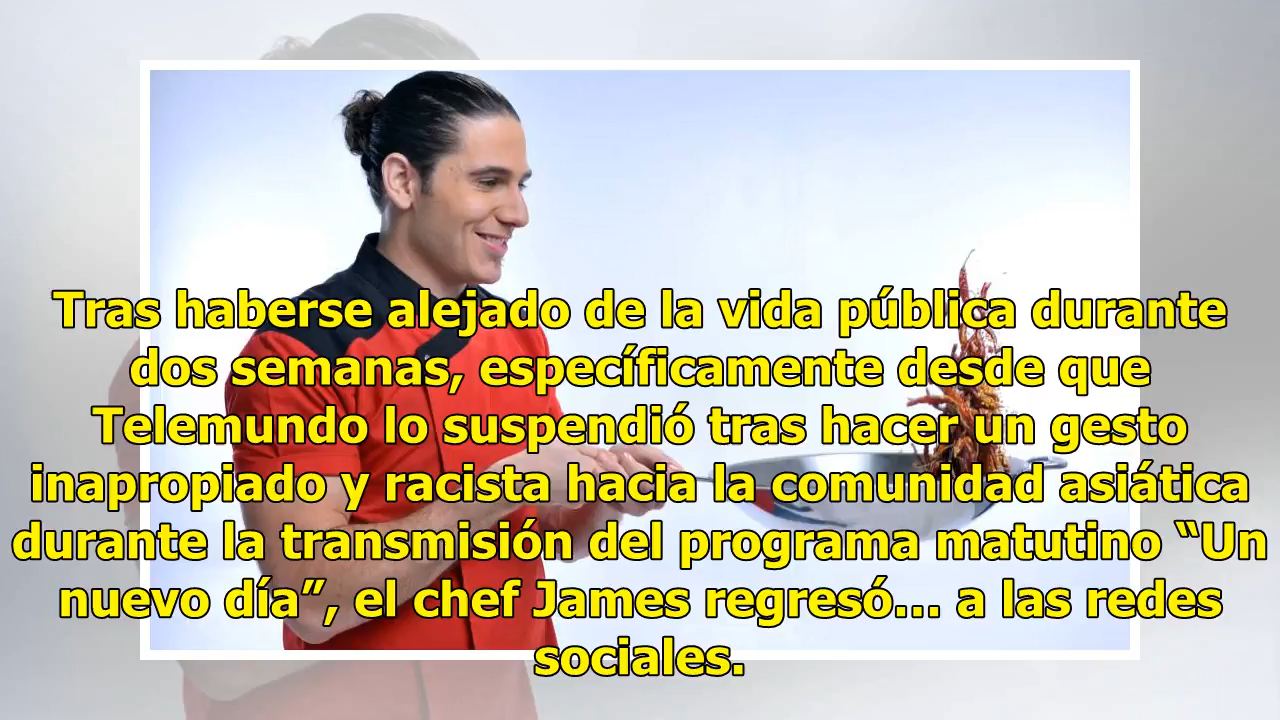 Tras haberse alejado de la vida pública durante
dos semanas, específicamente desde que
Telemundo lo suspendió tras hacer un gesto
inapropiado y racista hacia la comunidad asiática
durante la transmisión del programa matutino “Un
nuevo día”, el chef James regresó... a las redes
sociales.